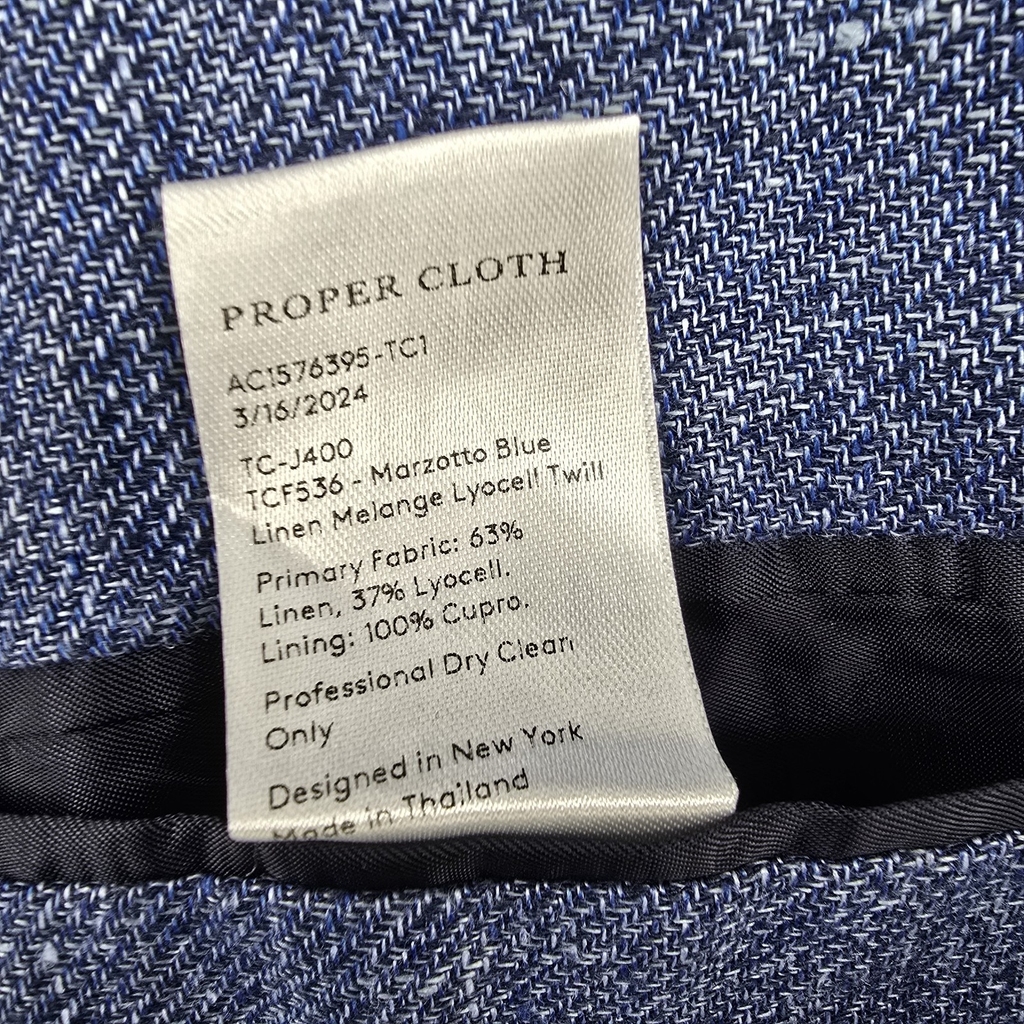 PROPER CLOTH
AC1576395-TC1
3/16/2024
TC-J400
TCF536 - Marzotto Blue
Linen Melange Lyocell Twill
Primary Fabric: 63%
Linen, 37% Lyocell.
Lining: 100% Cupro.
Professional Dry Clean
Only
Designed in New York
Made in Thailand